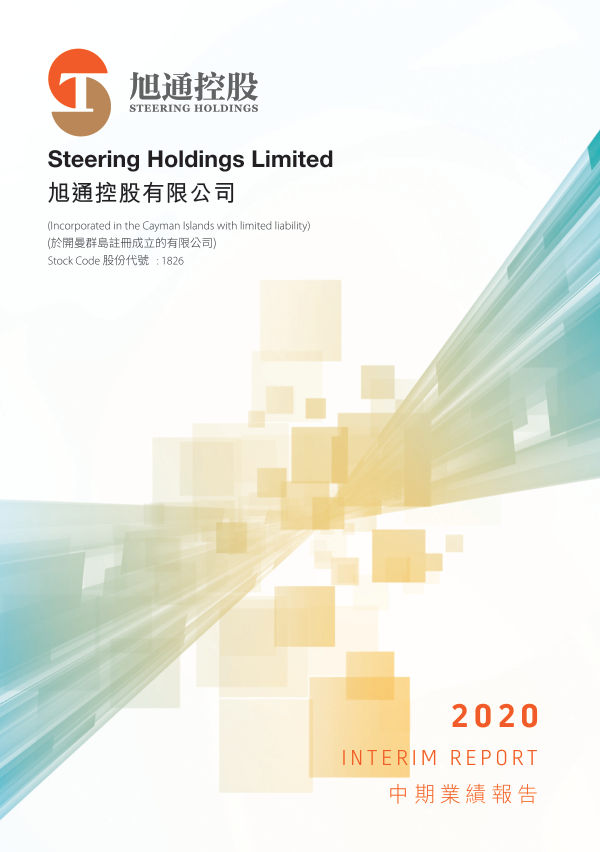 旭通控股
STEERING HOLDINGS
Steering Holdings Limited
旭通控股有限公司
(Incorporated in the Cayman Islands with limited liability)
(於開曼群島註冊成立的有限公司)
Stock Code 股份代號 : 1826
2020
INTERIM REPORT
中期業績報告